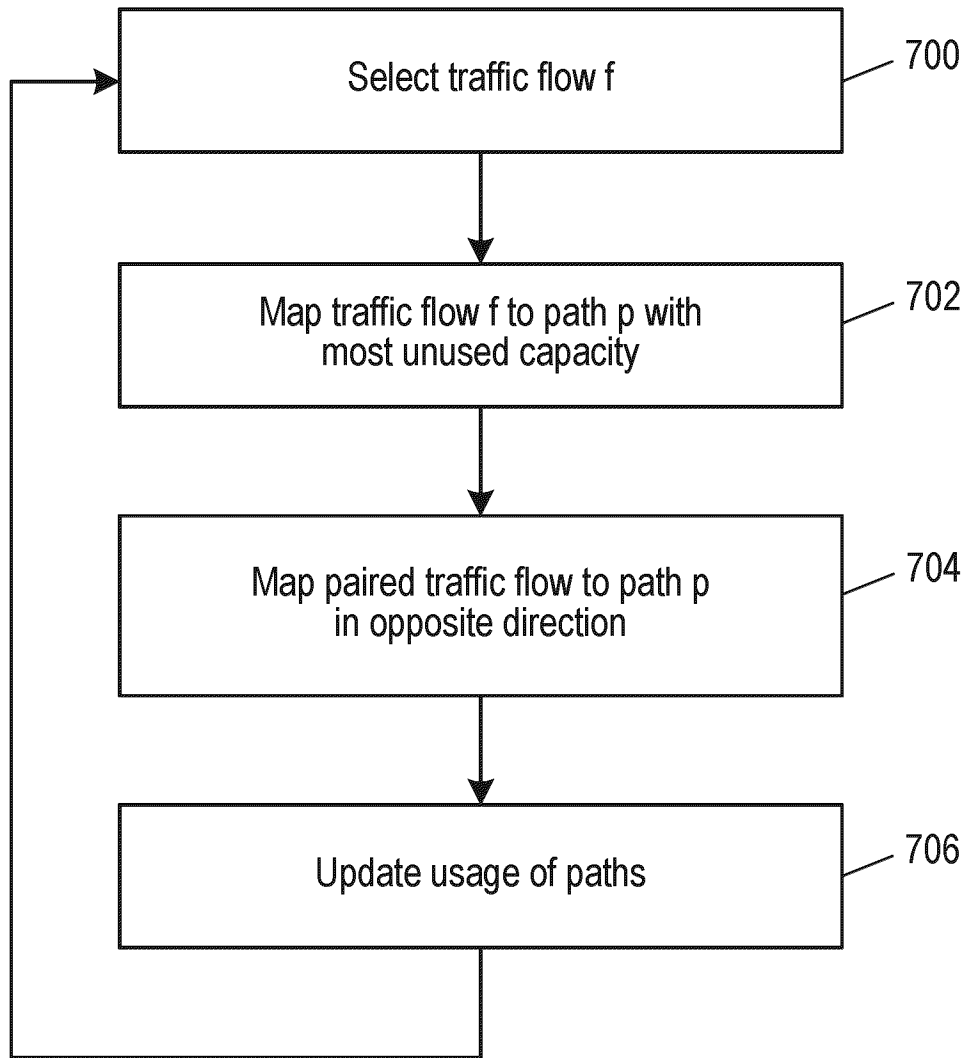 Select traffic flow f
700
Map traffic flow f to path p with
most unused capacity
702
Map paired traffic flow to path p
in opposite direction
704
Update usage of paths
706